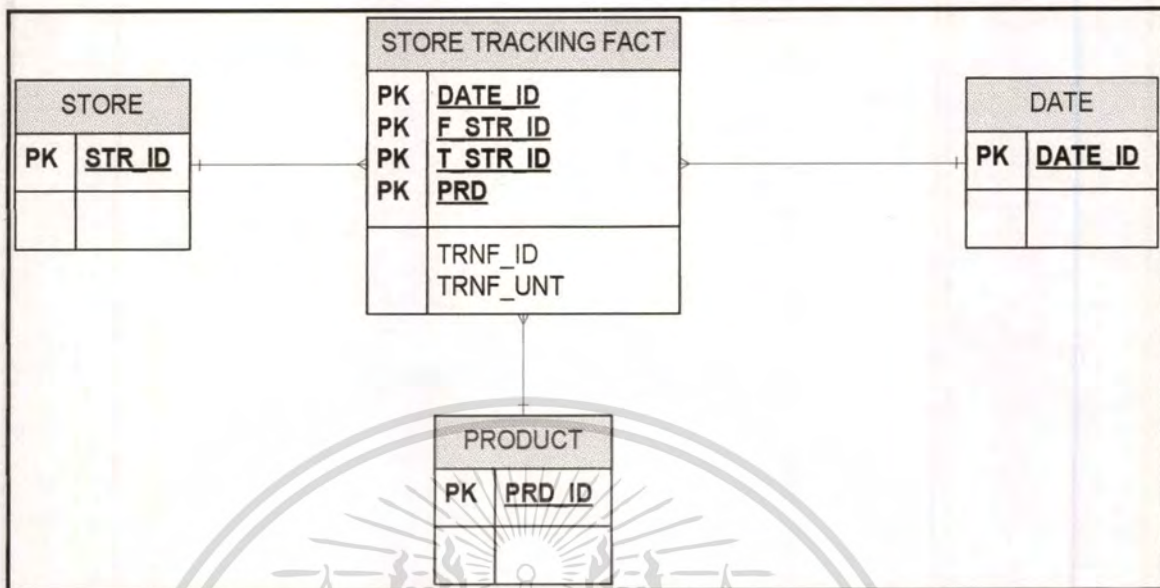 STORE TRACKING FACT
PK DATE_ID
PK F_STR_ID
PK T_STR_ID
PK PRD
TRNF_ID
TRNF_UNT
STORE
PK STR_ID
DATE
PK DATE_ID
PRODUCT
PK PRD_ID